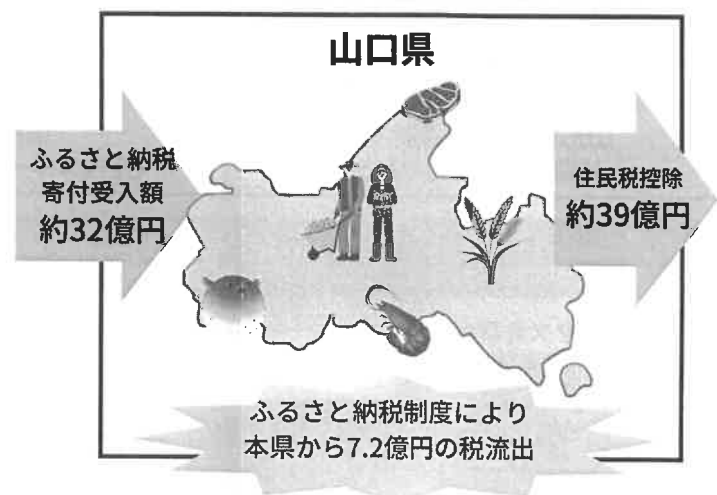 山口県
ふるさと納税
寄付受入額
約32億円
住民税控除
約39億円
ふるさと納税制度により
本県から7.2億円の税流出